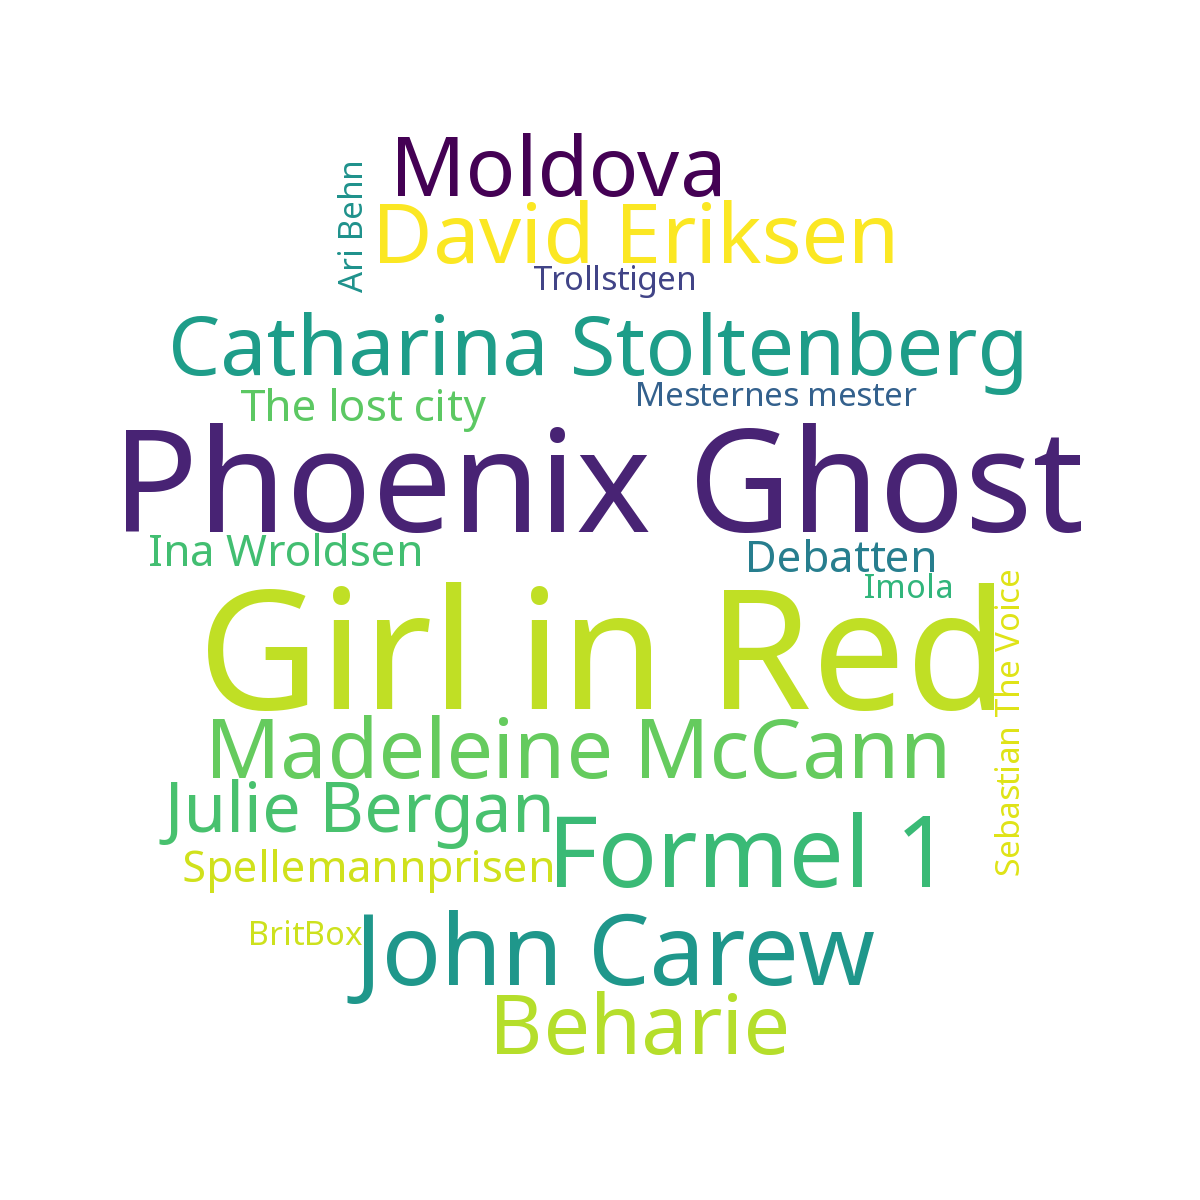 Moldova
Ari Behn
David Eriksen
Trollstigen
Catharina Stoltenberg
Mesternes mester
The lost city
Phoenix Ghost
Ina Wroldsen
Debatten
Imola
Girl in Red
Sebastian The Voice
Madeleine McCann
Julie Bergan
Formel 1
Spellemannprisen
BritBox
John Carew
Beharie